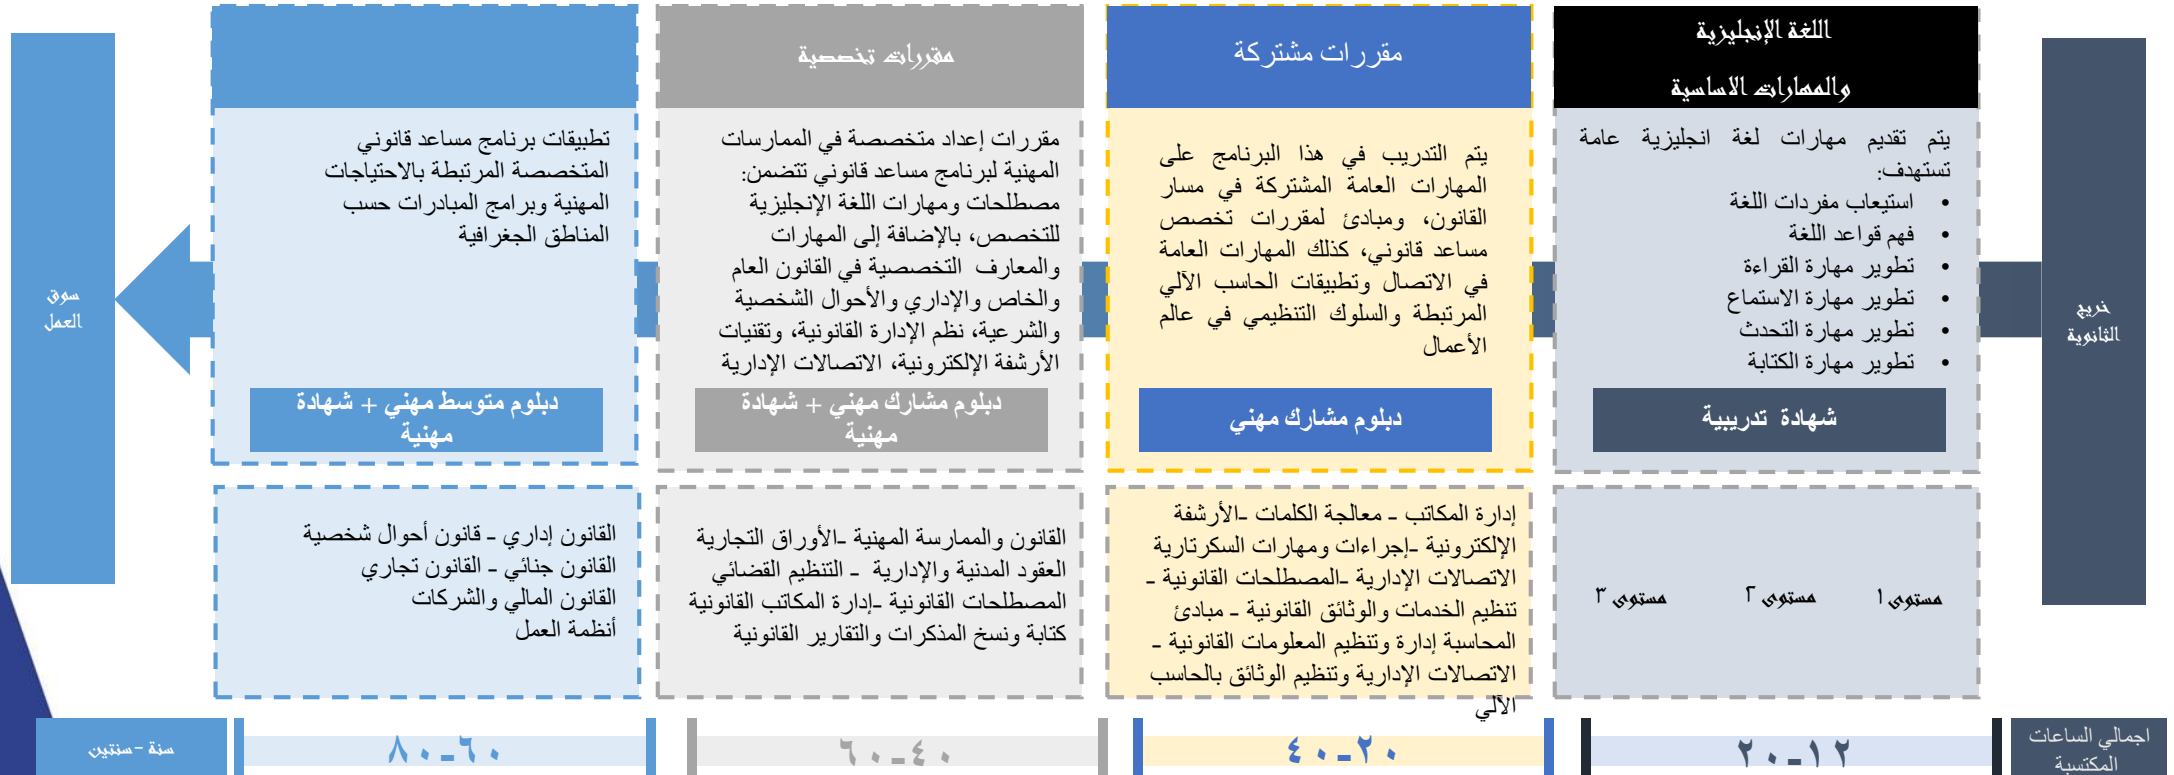 خريج
الثانوية
اللغة الإنجليزية
والمهارات الاساسية
يتم تقديم مهارات لغة انجليزية عامة
تستهدف:
• استيعاب مفردات اللغة
• فهم قواعد اللغة
• تطوير مهارة القراءة
• تطوير مهارة الاستماع
• تطوير مهارة التحدث
• تطوير مهارة الكتابة
شهادة تدريبية
مستوى ١ مستوى ٢ مستوى ٣
مقررات مشتركة
يتم التدريب في هذا البرنامج على
المهارات العامة المشتركة في مسار
القانون، ومبادئ لمقررات تخصص
مساعد قانوني، كذلك المهارات العامة
في الاتصال وتطبيقات الحاسب الآلي
المرتبطة والسلوك التنظيمي في عالم
الأعمال
دبلوم مشارك مهني
إدارة المكاتب - معالجة الكلمات -الأرشفة
الإلكترونية -إجراءات ومهارات السكرتارية
الاتصالات الإدارية -المصطلحات القانونية -
تنظيم الخدمات والوثائق القانونية - مبادئ
المحاسبة إدارة وتنظيم المعلومات القانونية -
الاتصالات الإدارية وتنظيم الوثائق بالحاسب
الآلي
مقررات تخصصية
مقررات إعداد متخصصة في الممارسات
المهنية لبرنامج مساعد قانوني تتضمن:
مصطلحات ومهارات اللغة الإنجليزية
للتخصص، بالإضافة إلى المهارات
والمعارف التخصصية في القانون العام
والخاص والإداري والأحوال الشخصية
والشرعية، نظم الإدارة القانونية، وتقنيات
الأرشفة الإلكترونية، الاتصالات الإدارية
دبلوم مشارك مهني + شهادة
مهنية
القانون والممارسة المهنية -الأوراق التجارية
العقود المدنية والإدارية - التنظيم القضائي
المصطلحات القانونية -إدارة المكاتب القانونية
كتابة ونسخ المذكرات والتقارير القانونية
تطبيقات برنامج مساعد قانوني
المتخصصة المرتبطة بالاحتياجات
المهنية وبرامج المبادرات حسب
المناطق الجغرافية
دبلوم متوسط مهني + شهادة
مهنية
القانون إداري - قانون أحوال شخصية
القانون جنائي - القانون تجاري
القانون المالي والشركات
أنظمة العمل
سوق
العمل
اجمالي الساعات
المكتسبة
١٢-٢٠
٢٠-٤٠
٤٠-٦٠
٦٠-٨٠
سنة -سنتين